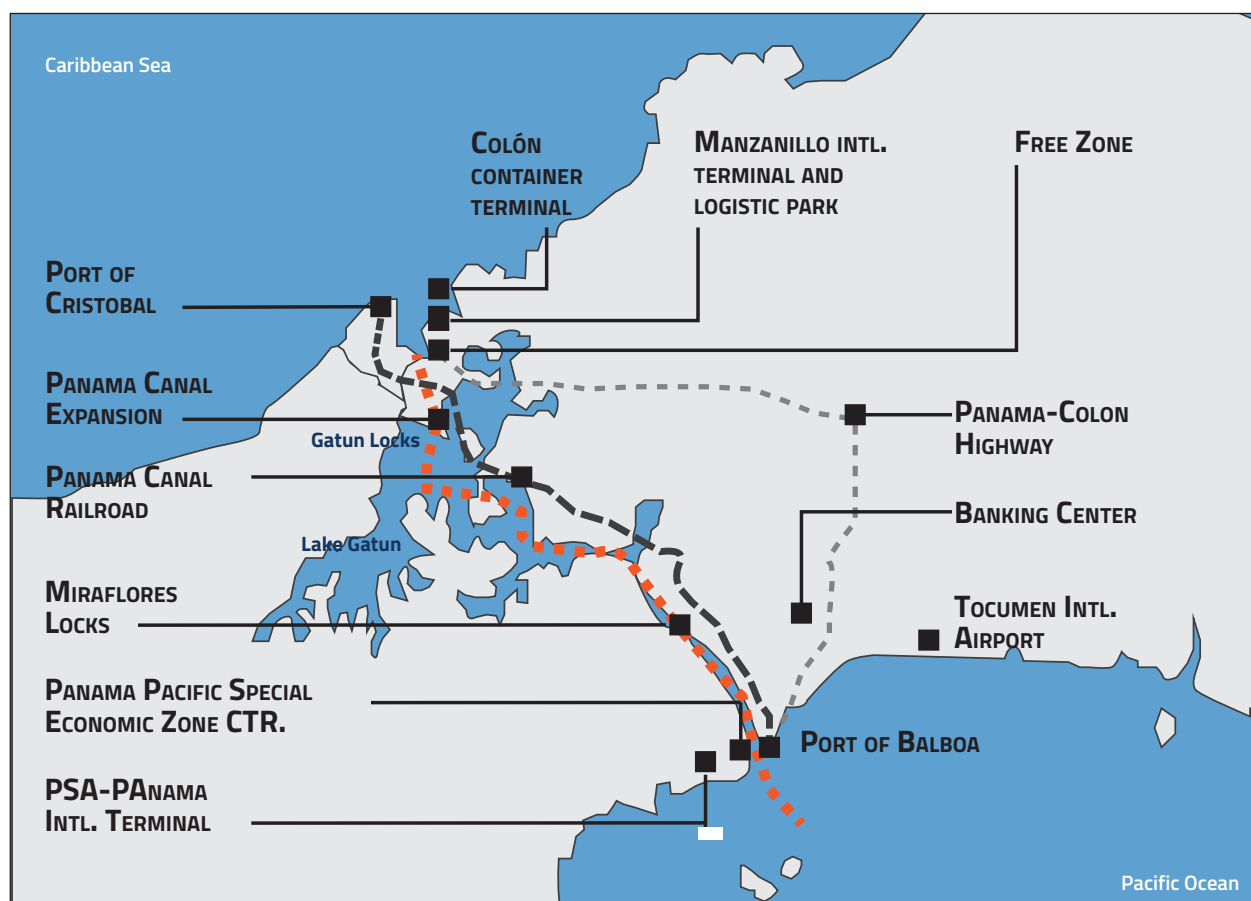 Caribbean Sea
Colón
container
terminal
Manzanillo intl.
terminal and
logistic park
Free Zone
Port of
Cristobal
Panama Canal
Expansion
Gatun Locks
Panama-Colon
Highway
Panama Canal
Railroad
Banking Center
Lake Gatun
Miraflores
Locks
Tocumen Intl.
Airport
Panama Pacific Special
Economic Zone CTR.
Port of Balboa
PSA-PAnama
Intl. Terminal
Pacific Ocean